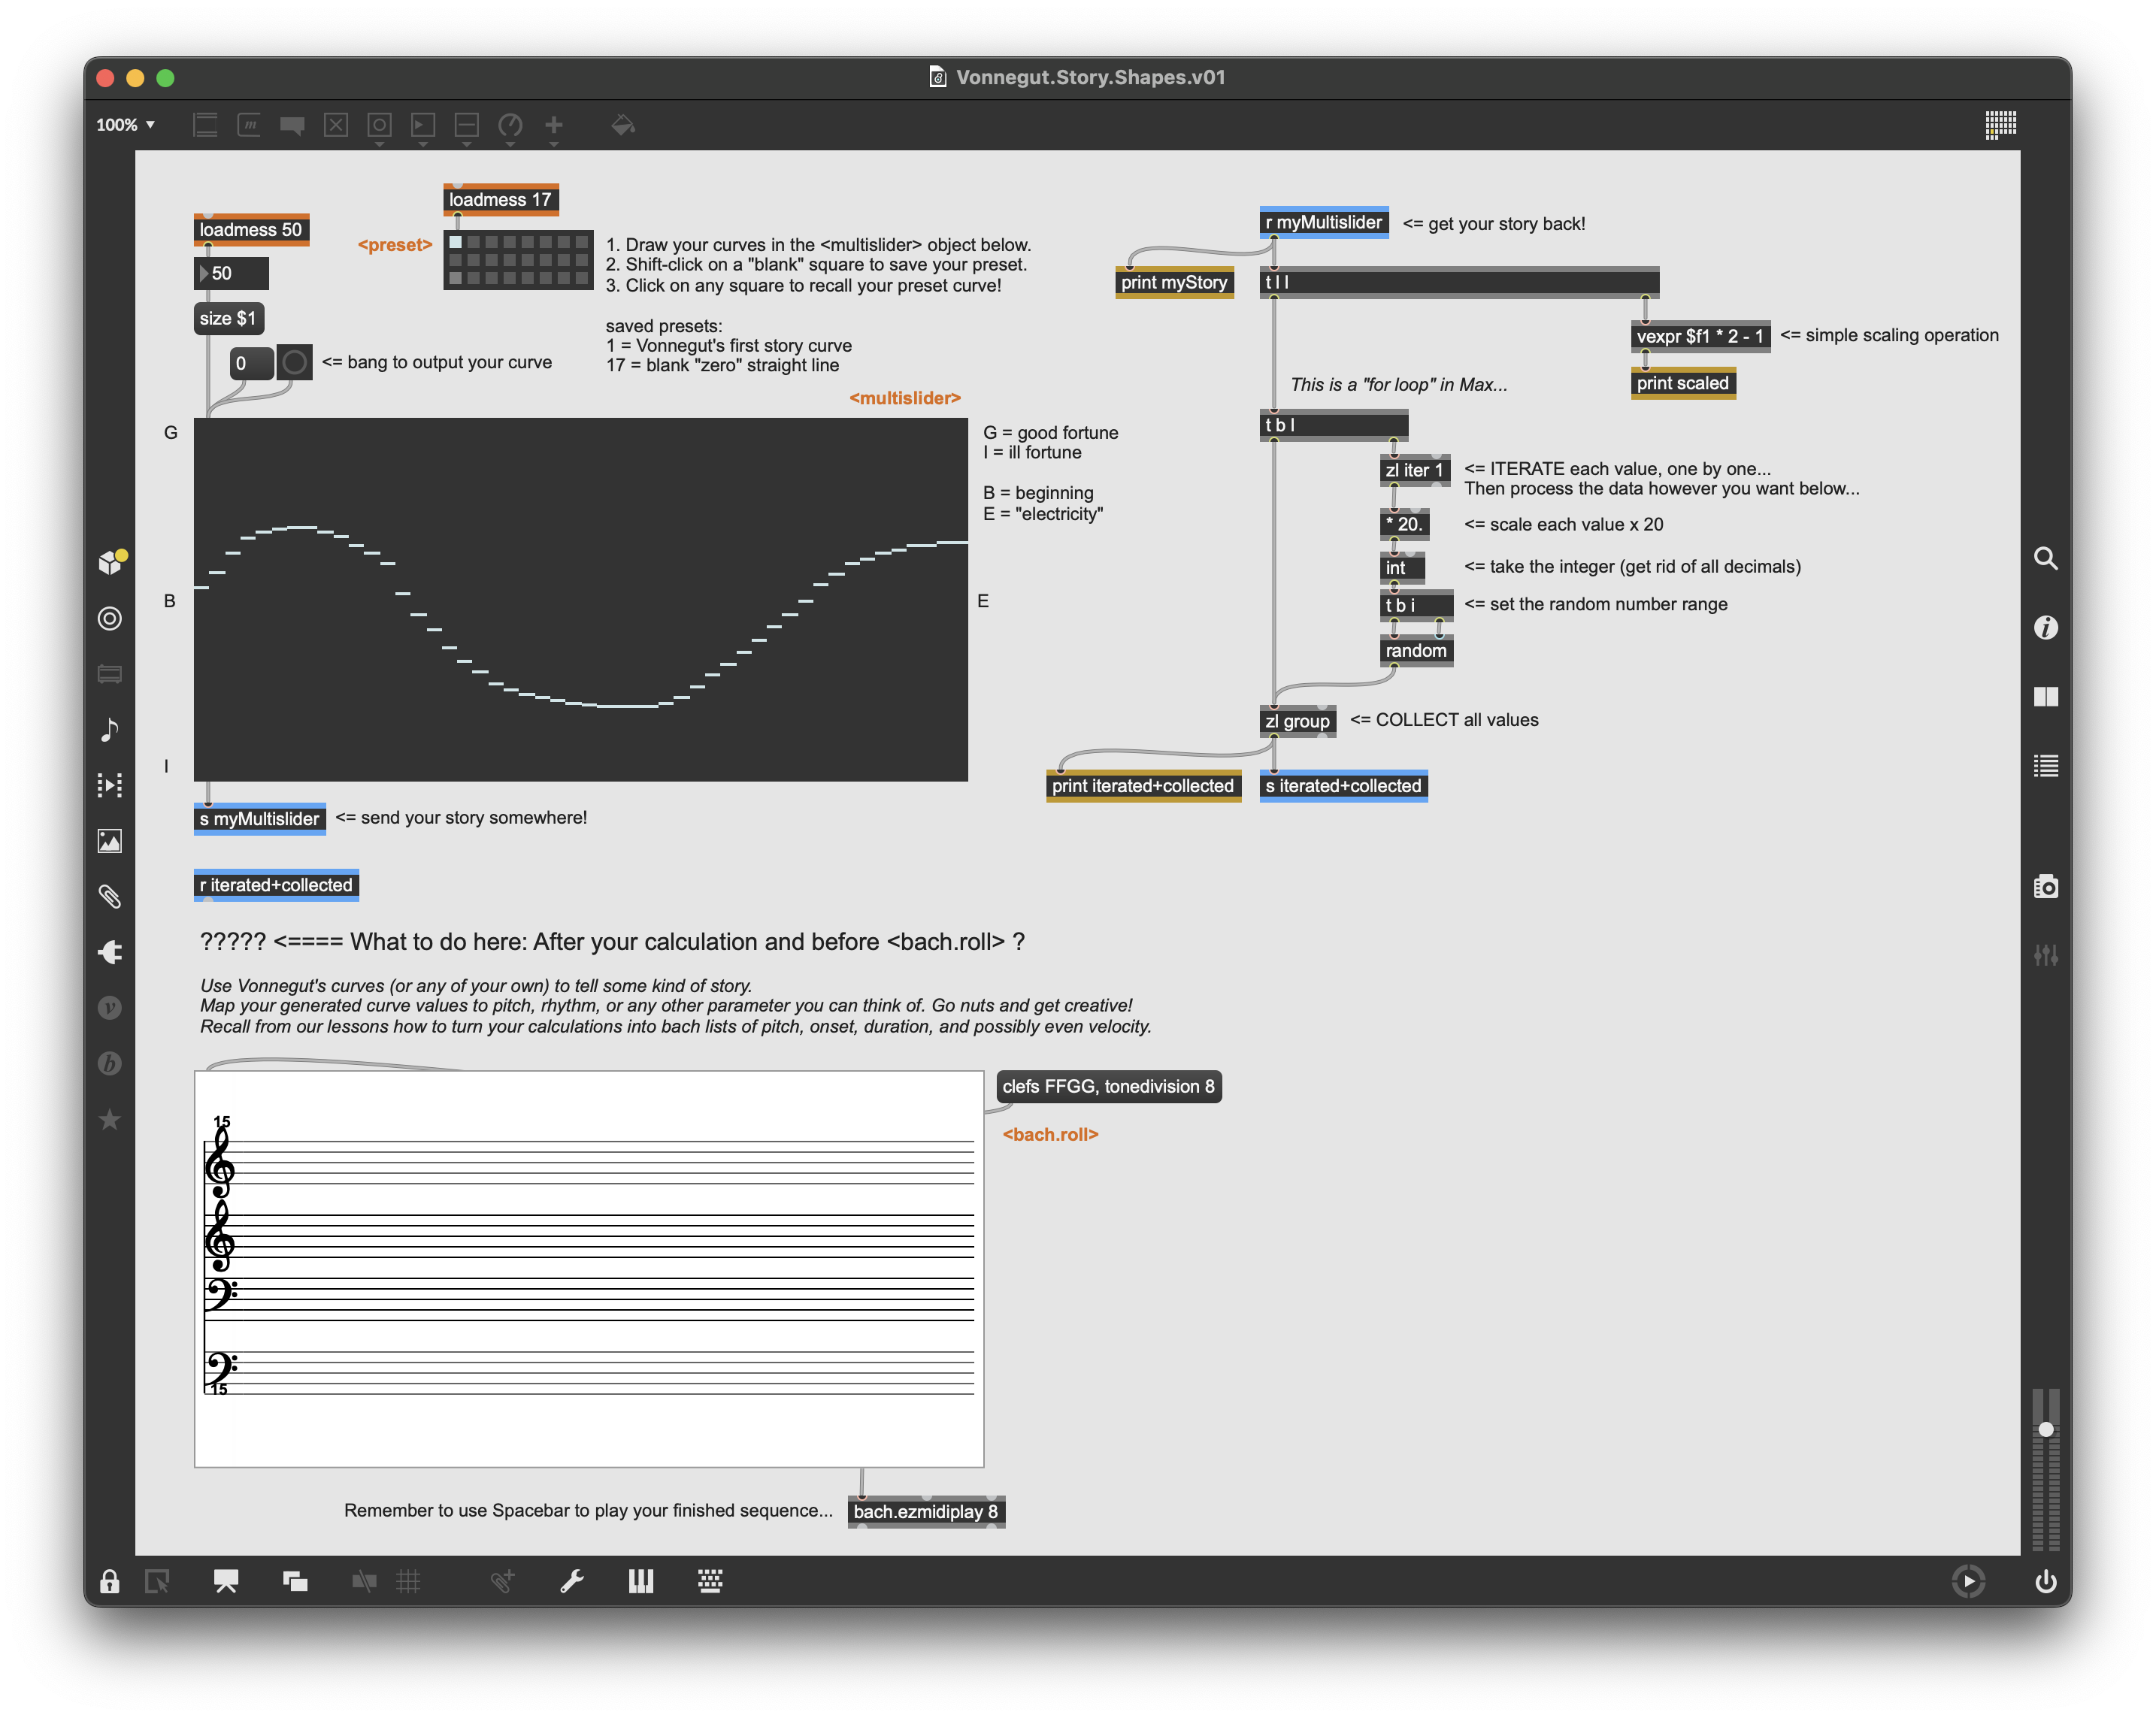 Vonnegut.Story.Shapes.v01
100%
loadmess 50
50
size $1
0
<= bang to output your curve
loadmess 17
<preset>
1. Draw your curves in the <multislider> object below.
2. Shift-click on a "blank" square to save your preset.
3. Click on any square to recall your preset curve!
saved presets:
1 = Vonnegut's first story curve
17 = blank "zero" straight line
<multislider>
G
B
I
E
G = good fortune
I = ill fortune
B = beginning
E = "electricity"
s myMultislider
<= send your story somewhere!
r myMultislider
<= get your story back!
print myStory
t l l
vexpr $f1 * 2 - 1
<= simple scaling operation
print scaled
This is a "for loop" in Max...
t b l
zl iter 1
<= ITERATE each value, one by one...
Then process the data however you want below...
* 20.
<= scale each value x 20
int
<= take the integer (get rid of all decimals)
t b i
<= set the random number range
random
zl group
<= COLLECT all values
print iterated+collected
s iterated+collected
r iterated+collected
????? <==== What to do here: After your calculation and before <bach.roll> ?
Use Vonnegut's curves (or any of your own) to tell some kind of story.
Map your generated curve values to pitch, rhythm, or any other parameter you can think of. Go nuts and get creative!
Recall from our lessons how to turn your calculations into bach lists of pitch, onset, duration, and possibly even velocity.
clefs FFGG, tonedivision 8
<bach.roll>
15
15
Remember to use Spacebar to play your finished sequence...
bach.ezmidiplay 8